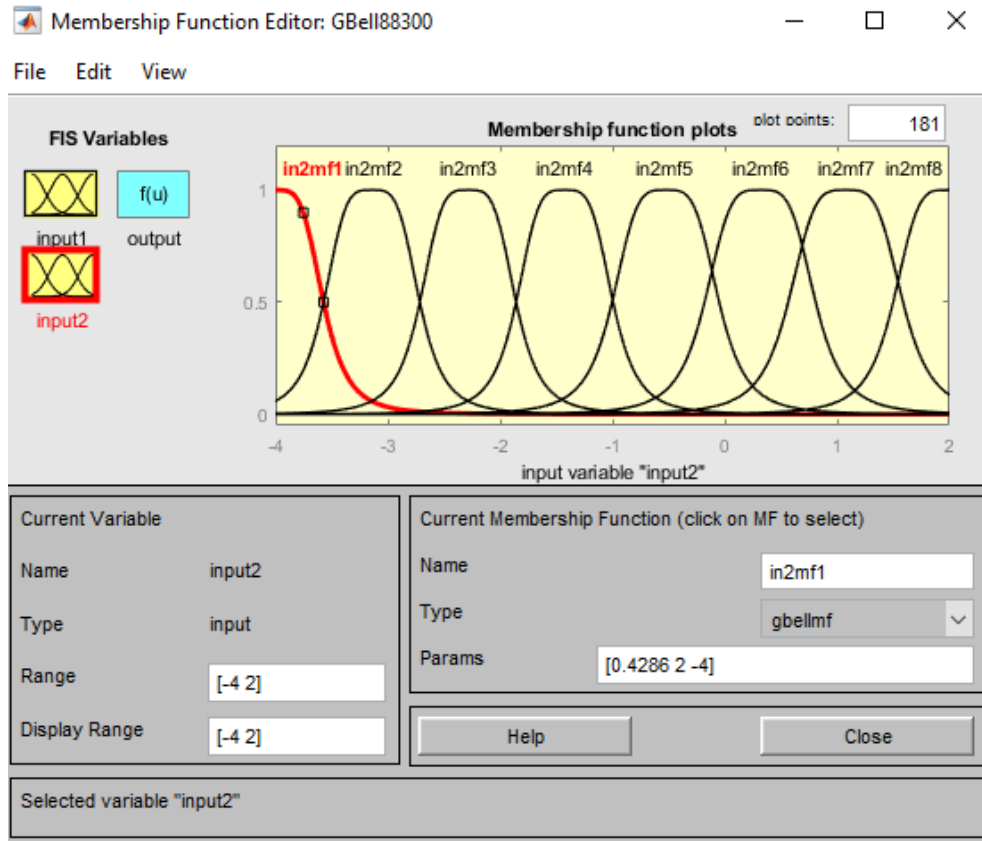 Membership Function Editor: GBell88300
File Edit View
FIS Variables
f(u)
input1 output
input2
Membership function plots plot points: 181
in2mf1 in2mf2 in2mf3 in2mf4 in2mf5 in2mf6 in2mf7 in2mf8
1
0.5
0
-4 -3 -2 -1 0 1 2
input variable "input2"
Current Variable
Name input2
Type input
Range [-4 2]
Display Range [-4 2]
Current Membership Function (click on MF to select)
Name in2mf1
Type gbellmf
Params [0.4286 2 -4]
Help Close
Selected variable "input2"